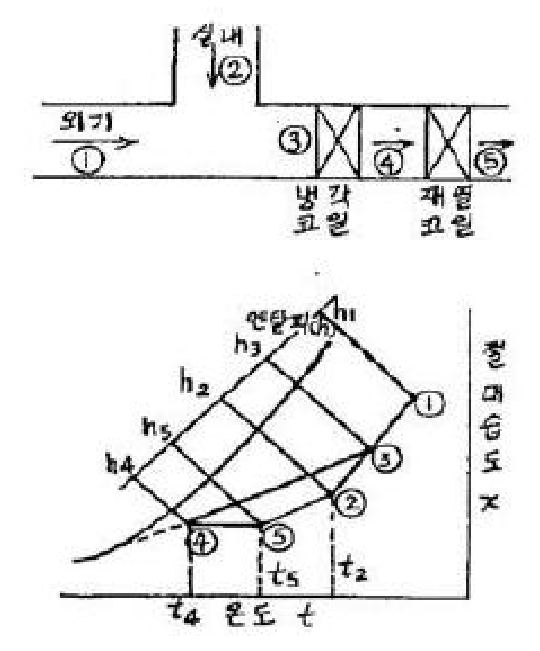 실내
②
외기
①
③
④
⑤
냉각
코일
재열
코일
엔탈피(h)
h1
h3
h2
h5
h4
①
③
②
④
⑤
절
대
습
도
x
t5
t2
t4
온도 t